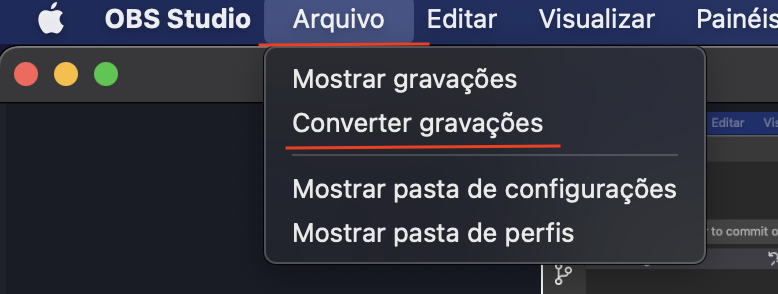 OBS Studio Arquivo Editar Visualizar Painéis
Mostrar gravações
Converter gravações
Editar
Mostrar pasta de configurações
Mostrar pasta de perfis
to commit